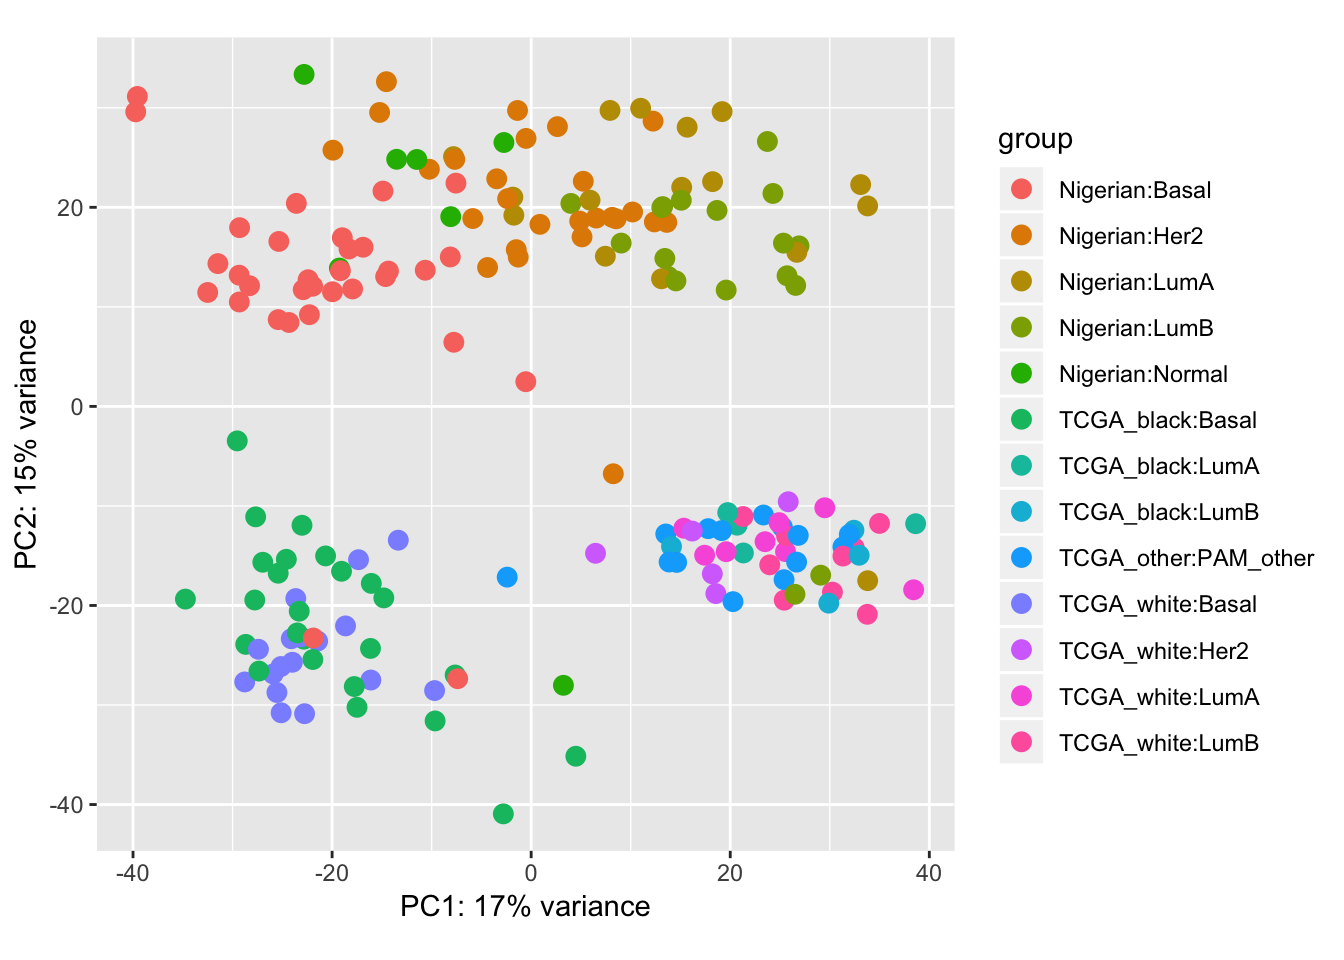 group
Nigerian:Basal
Nigerian:Her2
Nigerian:LumA
Nigerian:LumB
Nigerian:Normal
TCGA_black:Basal
TCGA_black:LumA
TCGA_black:LumB
TCGA_other:PAM_other
TCGA_white:Basal
TCGA_white:Her2
TCGA_white:LumA
TCGA_white:LumB
PC2: 15% variance
20
0
-20
-40
-40 -20 0 20 40
PC1: 17% variance